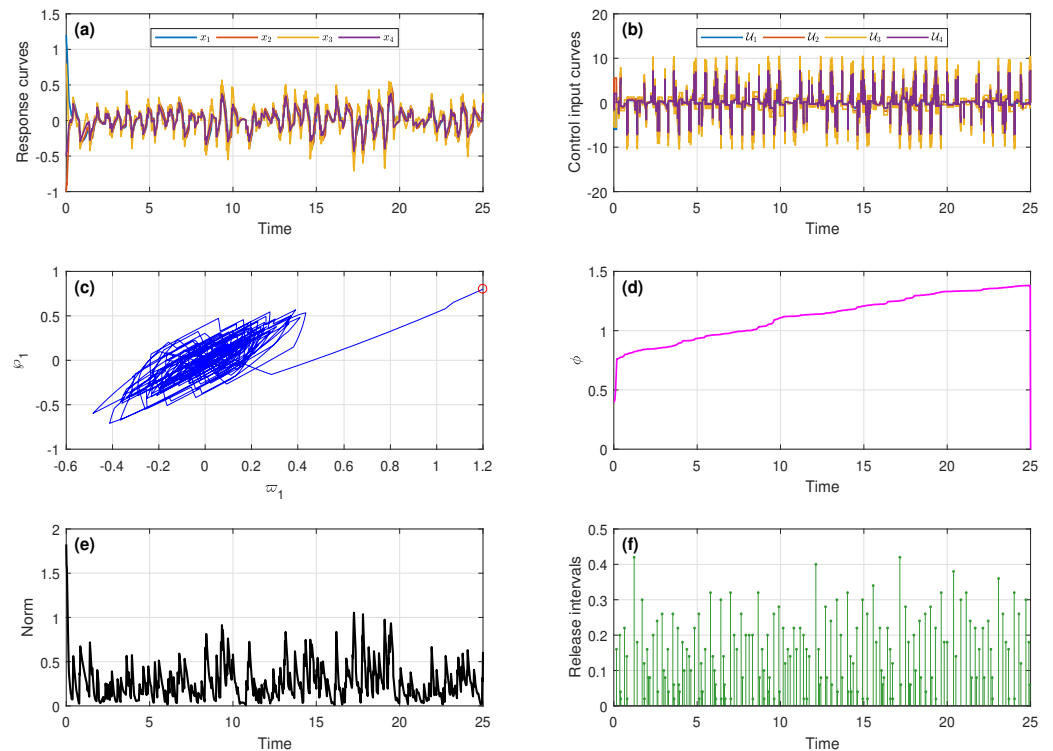 (a)
x₁ x₂ x₃ x₄
1.5
1
0.5
0
-0.5
-1
Response curves
0 5 10 15 20 25
Time
(b)
𝒰₁ 𝒰₂ 𝒰₃ 𝒰₄
20
10
0
-10
-20
Control input curves
0 5 10 15 20 25
Time
(c)
1
0.5
0
-0.5
-1
℘₁
-0.6 -0.4 -0.2 0 0.2 0.4 0.6 0.8 1 1.2
ϖ₁
(d)
1.5
1
0.5
0
ϕ
0 5 10 15 20 25
Time
(e)
2
1.5
1
0.5
0
Norm
0 5 10 15 20 25
Time
(f)
0.5
0.4
0.3
0.2
0.1
0
Release intervals
0 5 10 15 20 25
Time